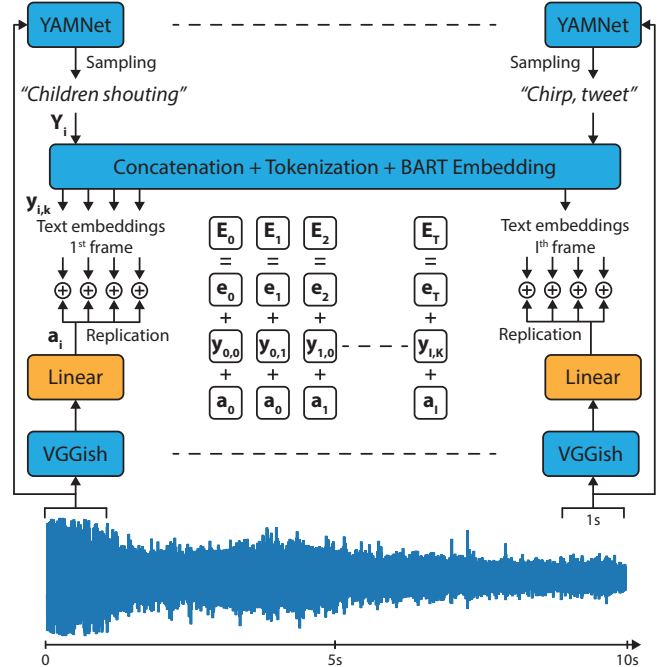 YAMNet YAMNet
Sampling Sampling
“Children shouting” “Chirp, tweet”
Y_i
Concatenation + Tokenization + BART Embedding
y_i,k
Text embeddings
1st frame
Text embeddings
Ith frame
E_0 E_1 E_2 E_T
= = = =
e_0 e_1 e_2 e_T
+ + + +
y_0,0 y_0,1 y_1,0 y_I,K
+ + + +
a_0 a_0 a_1 a_I
+ + + + + + + +
a_i Replication Replication
Linear Linear
VGGish VGGish
1s
0 5s 10s